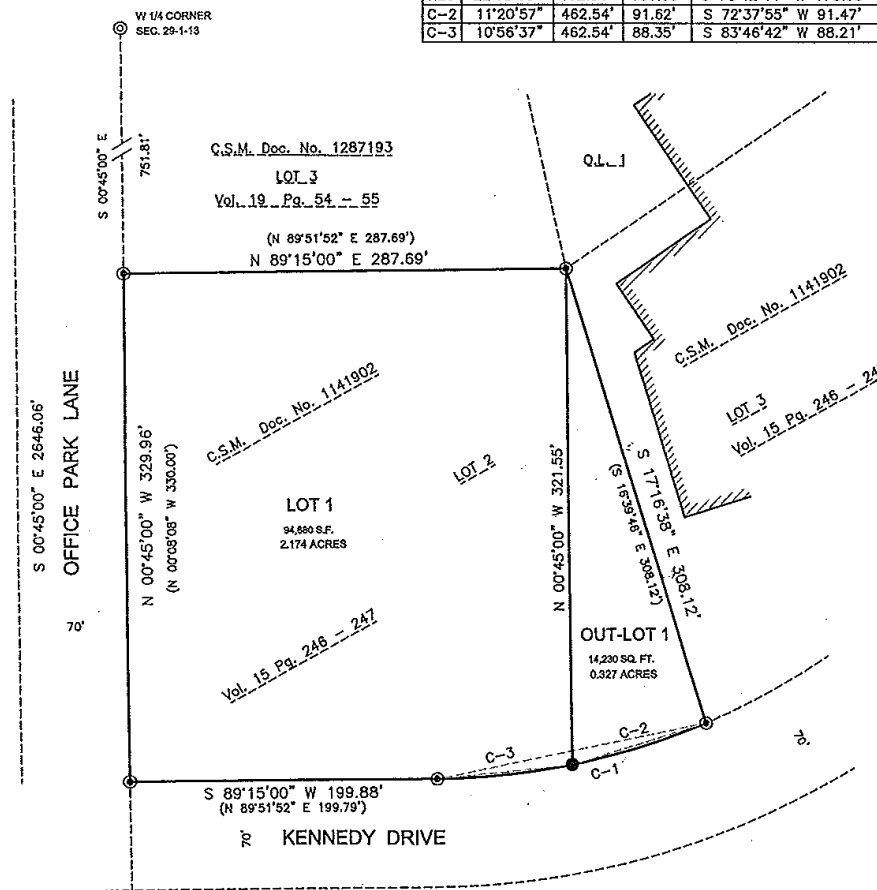 W 1/4 CORNER
SEC. 29-1-13
C-2 11°20'57" 462.54' 91.62' S 72°37'55" W 91.47'
C-3 10°56'37" 462.54' 88.35' S 83°46'42" W 88.21'
S 00°45'00" E
751.81'
C.S.M. Doc. No. 1287193
LOT 3
Vol. 19 Pg. 54 - 55
O.L. 1
(N 89°51'52" E 287.69')
N 89°15'00" E 287.69'
C.S.M. Doc. No. 1141902
LOT 3
Vol. 15 Pg. 246 - 24
S 00°45'00" E 2646.06'
OFFICE PARK LANE
70'
N 00°45'00" W 329.96'
(N 00°08'08" W 330.00')
C.S.M. Doc. No. 1141902
LOT 2
LOT 1
94,680 S.F.
2.174 ACRES
Vol. 15 Pg. 246 - 247
N 00°45'00" W 321.55'
S 17°16'38" E 308.12'
(S 16°39'46" E 308.12')
OUT-LOT 1
14,230 SQ. FT.
0.327 ACRES
C-3
C-2
C-1
70'
S 89°15'00" W 199.88'
(N 89°51'52" E 199.79')
70' KENNEDY DRIVE